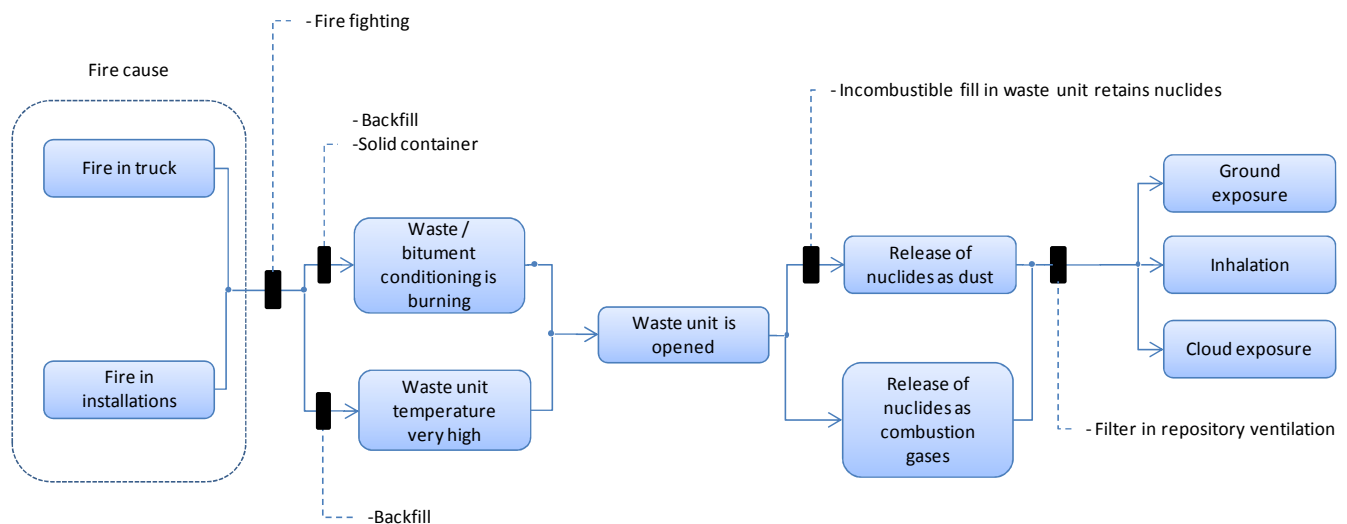 - Fire fighting
Fire cause
- Incombustible fill in waste unit retains nuclides
- Backfill
-Solid container
Fire in truck
Ground
exposure
Waste /
bitument
conditioning is
burning
Release of
nuclides as dust
Inhalation
Waste unit is
opened
Cloud exposure
Fire in
installations
Waste unit
temperature
very high
Release of
nuclides as
combustion
gases
- Filter in repository ventilation
-Backfill